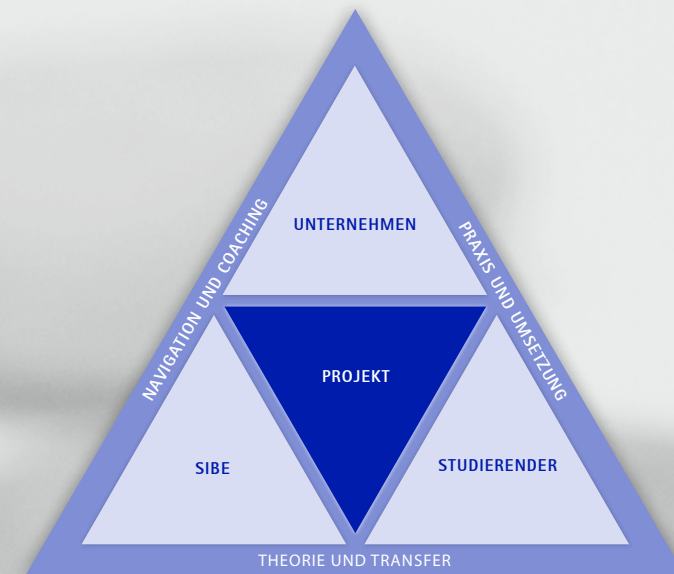 UNTERNEHMEN
NAVIGATION UND COACHING
PRAXIS UND UMSETZUNG
PROJEKT
SIBE
STUDIERENDER
THEORIE UND TRANSFER